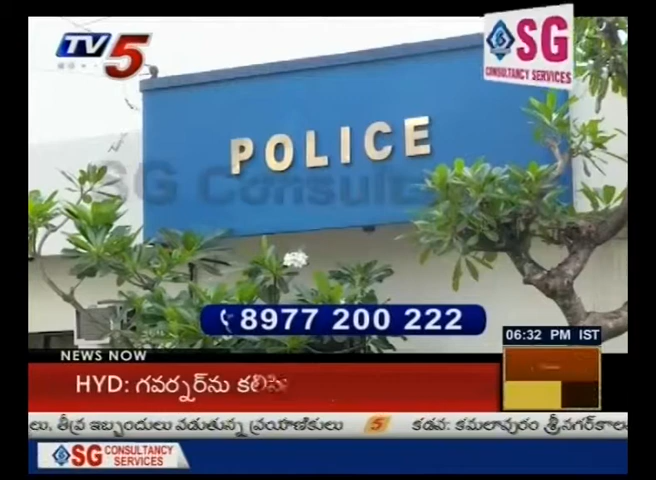 TV5
SG
CONSULTANCY SERVICES
POLICE
SG Consult
8977 200 222
06:32 PM IST
NEWS NOW
HYD: గవర్నర్‌ను
లు, తీవ్ర ఇబ్బందులు పడుతున్న ప్రయాణికులు 5 కడప: కమలాపురం శ్రీనగర్‌కాల
SG CONSULTANCY
SERVICES